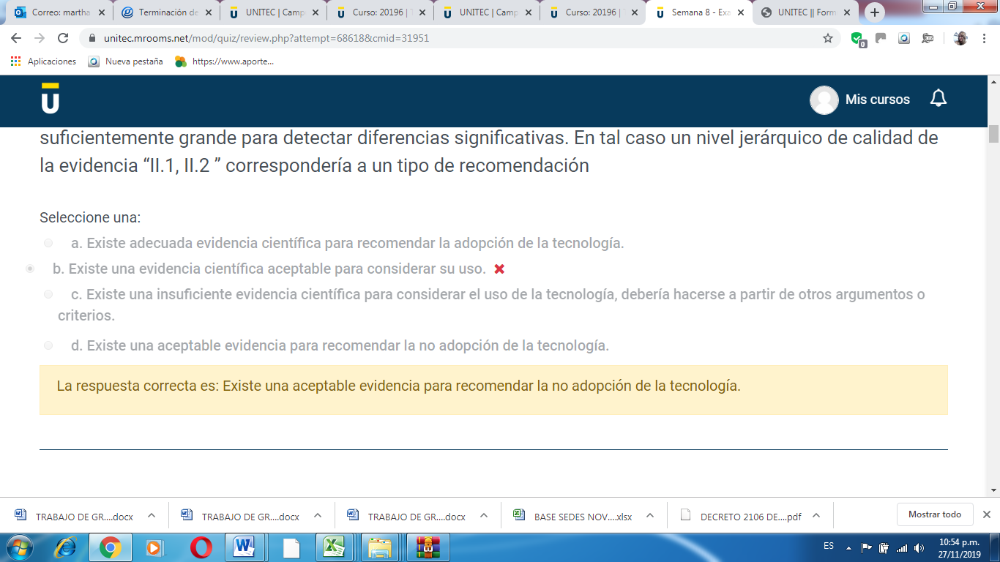 Correo: martha
Terminación de
UNITEC | Camp
Curso: 20196 | T
UNITEC | Camp
Curso: 20196 | T
Semana 8 - Exa
UNITEC || Form
unitec.mrooms.net/mod/quiz/review.php?attempt=68618&cmid=31951
0
Aplicaciones
Nueva pestaña
https://www.aporte...
U
Mis cursos
suficientemente grande para detectar diferencias significativas. En tal caso un nivel jerárquico de calidad de
la evidencia “II.1, II.2 ” correspondería a un tipo de recomendación
Seleccione una:
a. Existe adecuada evidencia científica para recomendar la adopción de la tecnología.
b. Existe una evidencia científica aceptable para considerar su uso.
c. Existe una insuficiente evidencia científica para considerar el uso de la tecnología, debería hacerse a partir de otros argumentos o
criterios.
d. Existe una aceptable evidencia para recomendar la no adopción de la tecnología.
La respuesta correcta es: Existe una aceptable evidencia para recomendar la no adopción de la tecnología.
TRABAJO DE GR....docx
TRABAJO DE GR....docx
TRABAJO DE GR....docx
BASE SEDES NOV....xlsx
DECRETO 2106 DE....pdf
Mostrar todo
ES
10:54 p.m.
27/11/2019